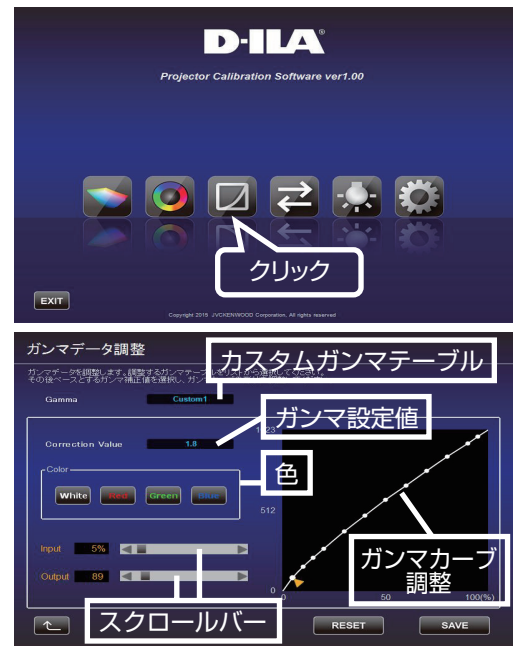 D-ILA®
Projector Calibration Software ver1.00
クリック
EXIT
Copyright 2015 JVCKENWOOD Corporation, All rights reserved
ガンマデータ調整
ガンマデータを調整します。調整するガンマテーブルをリストから選択してください。
その後ベースとするガンマ補正値を選択し、ガン
カスタムガンマテーブル
Gamma
Custom1
ガンマ設定値
Correction Value
1.8
1023
Color
色
White
Red
Green
Blue
512
Input
5%
Output
89
ガンマカーブ
調整
0
0
50
100(%)
スクロールバー
RESET
SAVE